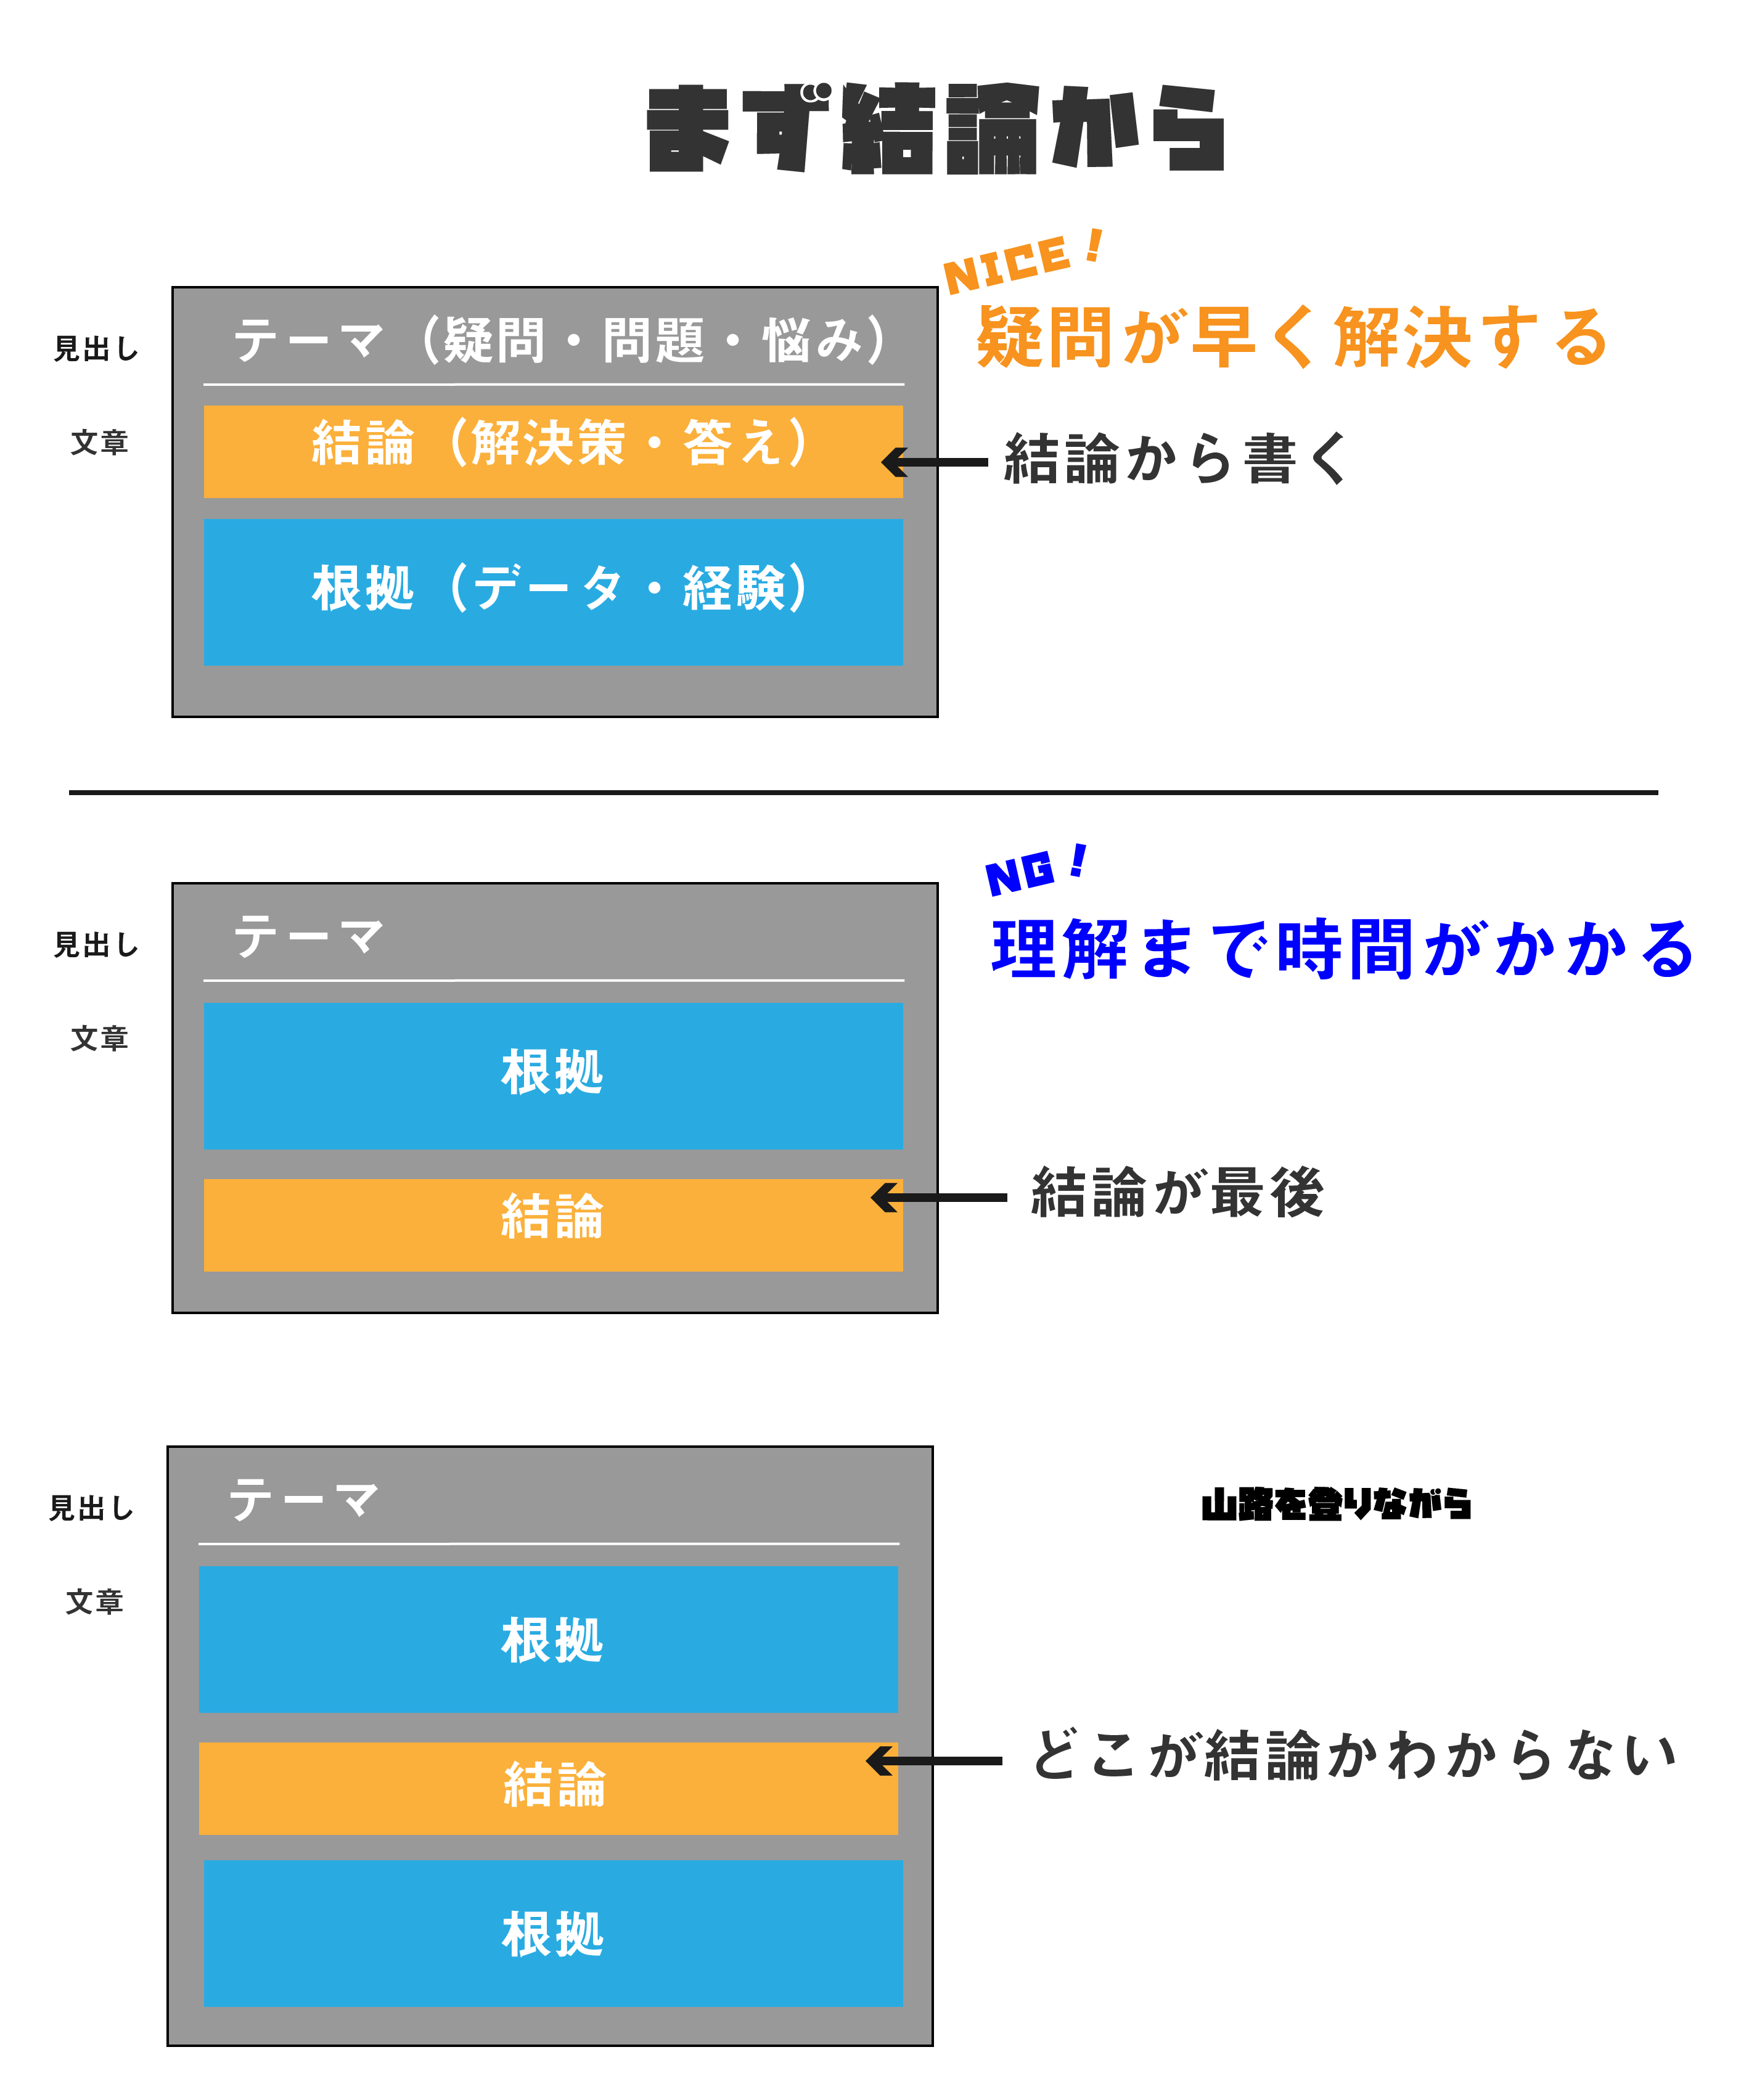 まず結論から
NICE！
見出し
テーマ（疑問・問題・悩み）
疑問が早く解決する
文章
結論（解決策・答え）
結論から書く
根拠（データ・経験）
NG！
見出し
テーマ
理解まで時間がかかる
文章
根拠
結論
結論が最後
見出し
テーマ
山路を登りながら
文章
根拠
結論
どこが結論かわからない
根拠